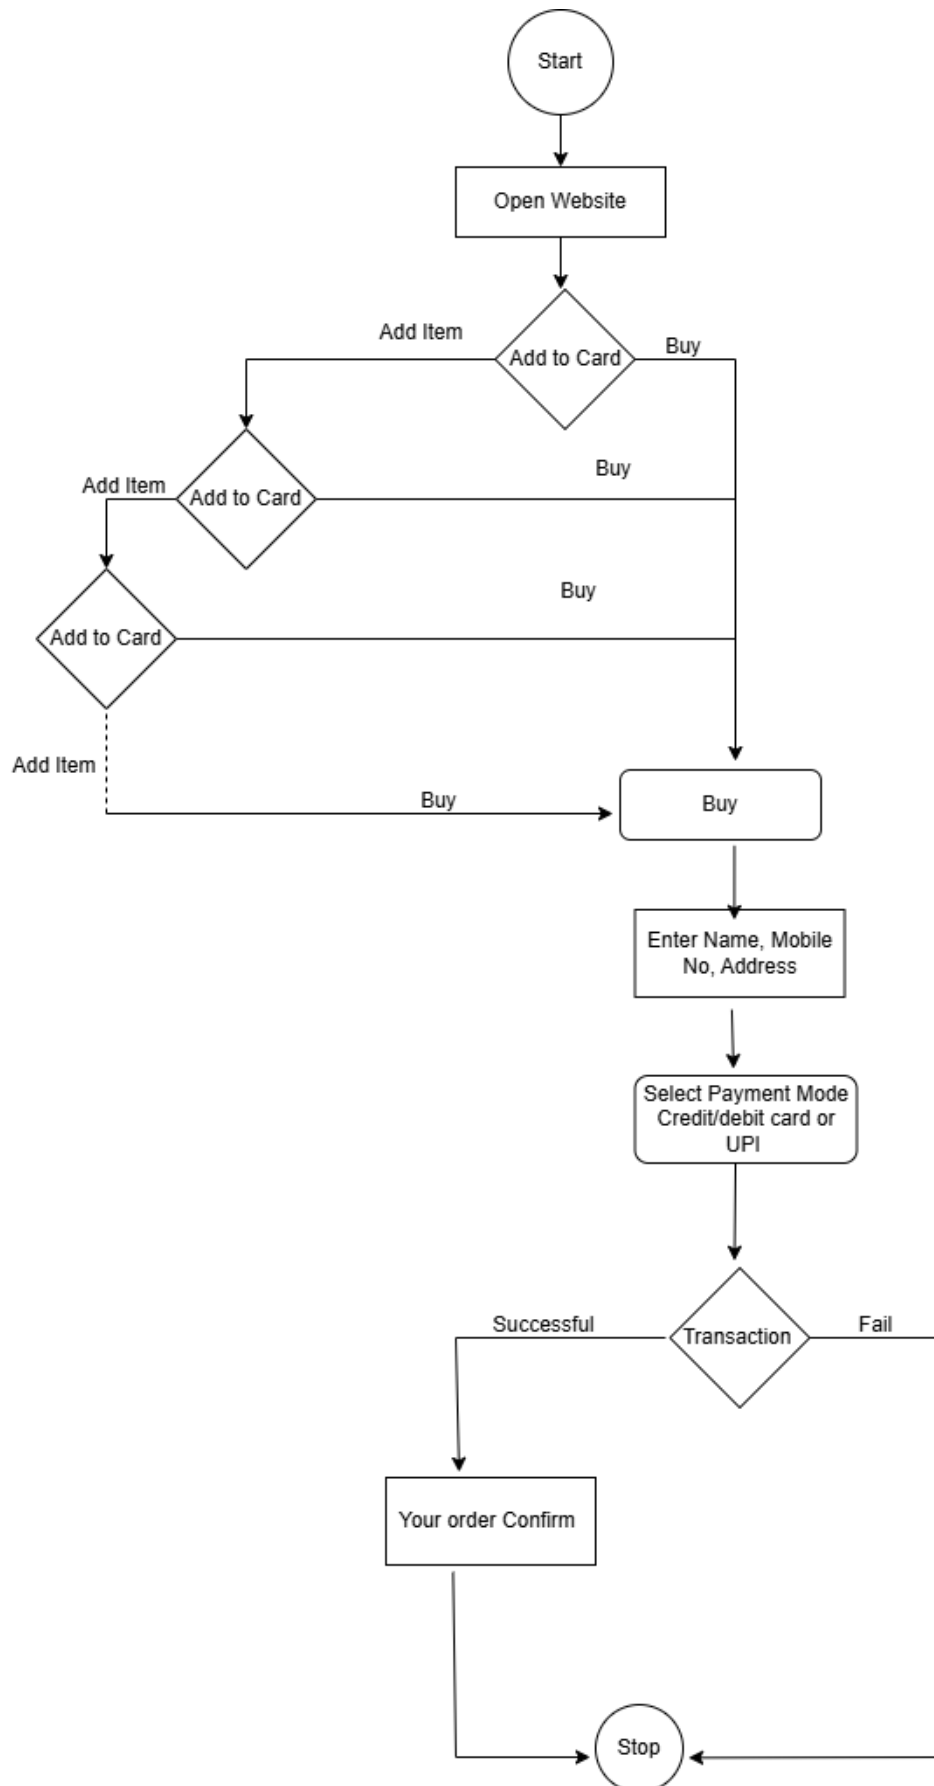 Start
Open Website
Add Item
Add to Card
Buy
Add Item
Add to Card
Buy
Add to Card
Buy
Add Item
Buy
Buy
Enter Name, Mobile
No, Address
Select Payment Mode
Credit/debit card or
UPI
Successful
Transaction
Fail
Your order Confirm
Stop